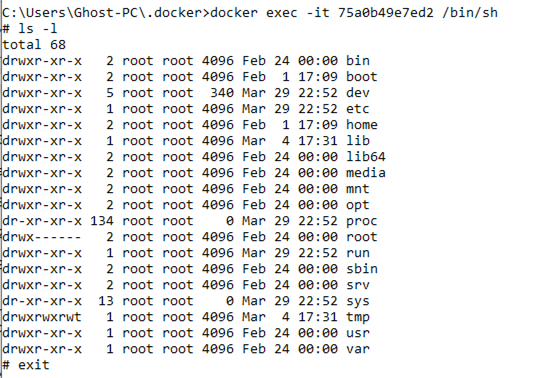 C:\Users\Ghost-PC\.docker>docker exec -it 75a0b49e7ed2 /bin/sh
# ls -l
total 68
drwxr-xr-x   2 root root 4096 Feb 24 00:00 bin
drwxr-xr-x   2 root root 4096 Feb  1 17:09 boot
drwxr-xr-x   5 root root  340 Mar 29 22:52 dev
drwxr-xr-x   1 root root 4096 Mar 29 22:52 etc
drwxr-xr-x   2 root root 4096 Feb  1 17:09 home
drwxr-xr-x   1 root root 4096 Mar  4 17:31 lib
drwxr-xr-x   2 root root 4096 Feb 24 00:00 lib64
drwxr-xr-x   2 root root 4096 Feb 24 00:00 media
drwxr-xr-x   2 root root 4096 Feb 24 00:00 mnt
drwxr-xr-x   2 root root 4096 Feb 24 00:00 opt
dr-xr-xr-x 134 root root    0 Mar 29 22:52 proc
drwx------   2 root root 4096 Feb 24 00:00 root
drwxr-xr-x   1 root root 4096 Mar 29 22:52 run
drwxr-xr-x   2 root root 4096 Feb 24 00:00 sbin
drwxr-xr-x   2 root root 4096 Feb 24 00:00 srv
dr-xr-xr-x  13 root root    0 Mar 29 22:52 sys
drwxrwxrwt   1 root root 4096 Mar  4 17:31 tmp
drwxr-xr-x   1 root root 4096 Feb 24 00:00 usr
drwxr-xr-x   1 root root 4096 Feb 24 00:00 var
# exit